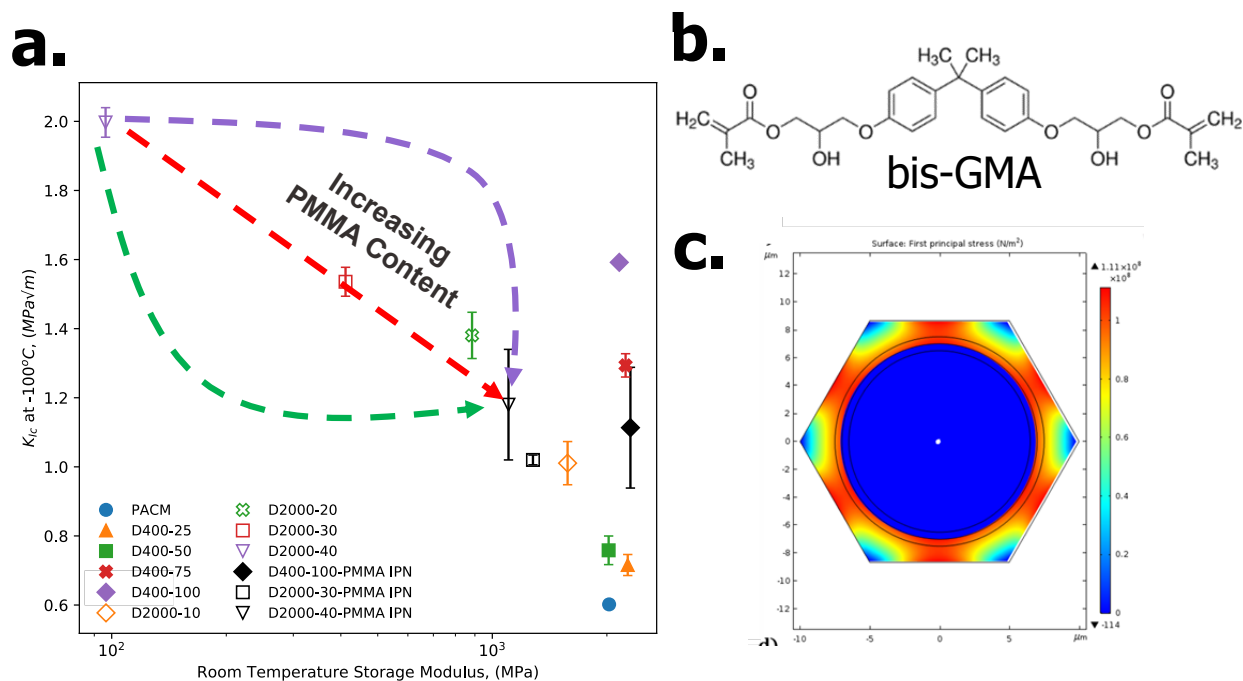 a.
2.0
1.8
1.6
1.4
1.2
1.0
0.8
0.6
K_Ic at -100°C, (MPa√m)
Increasing
PMMA Content
PACM
D400-25
D400-50
D400-75
D400-100
D2000-10
D2000-20
D2000-30
D2000-40
D400-100-PMMA IPN
D2000-30-PMMA IPN
D2000-40-PMMA IPN
10² 10³
Room Temperature Storage Modulus, (MPa)
b.
H₃C CH₃
O O
H₂C CH₂
O O O O
CH₃ OH OH CH₃
bis-GMA
c.
Surface: First principal stress (N/m²)
μm
▲ 1.11×10⁸
×10⁸
12
10
8
6
4
2
0
-2
-4
-6
-8
-10
-12
1
0.8
0.6
0.4
0.2
0
▼ -114
-10 -5 0 5 μm